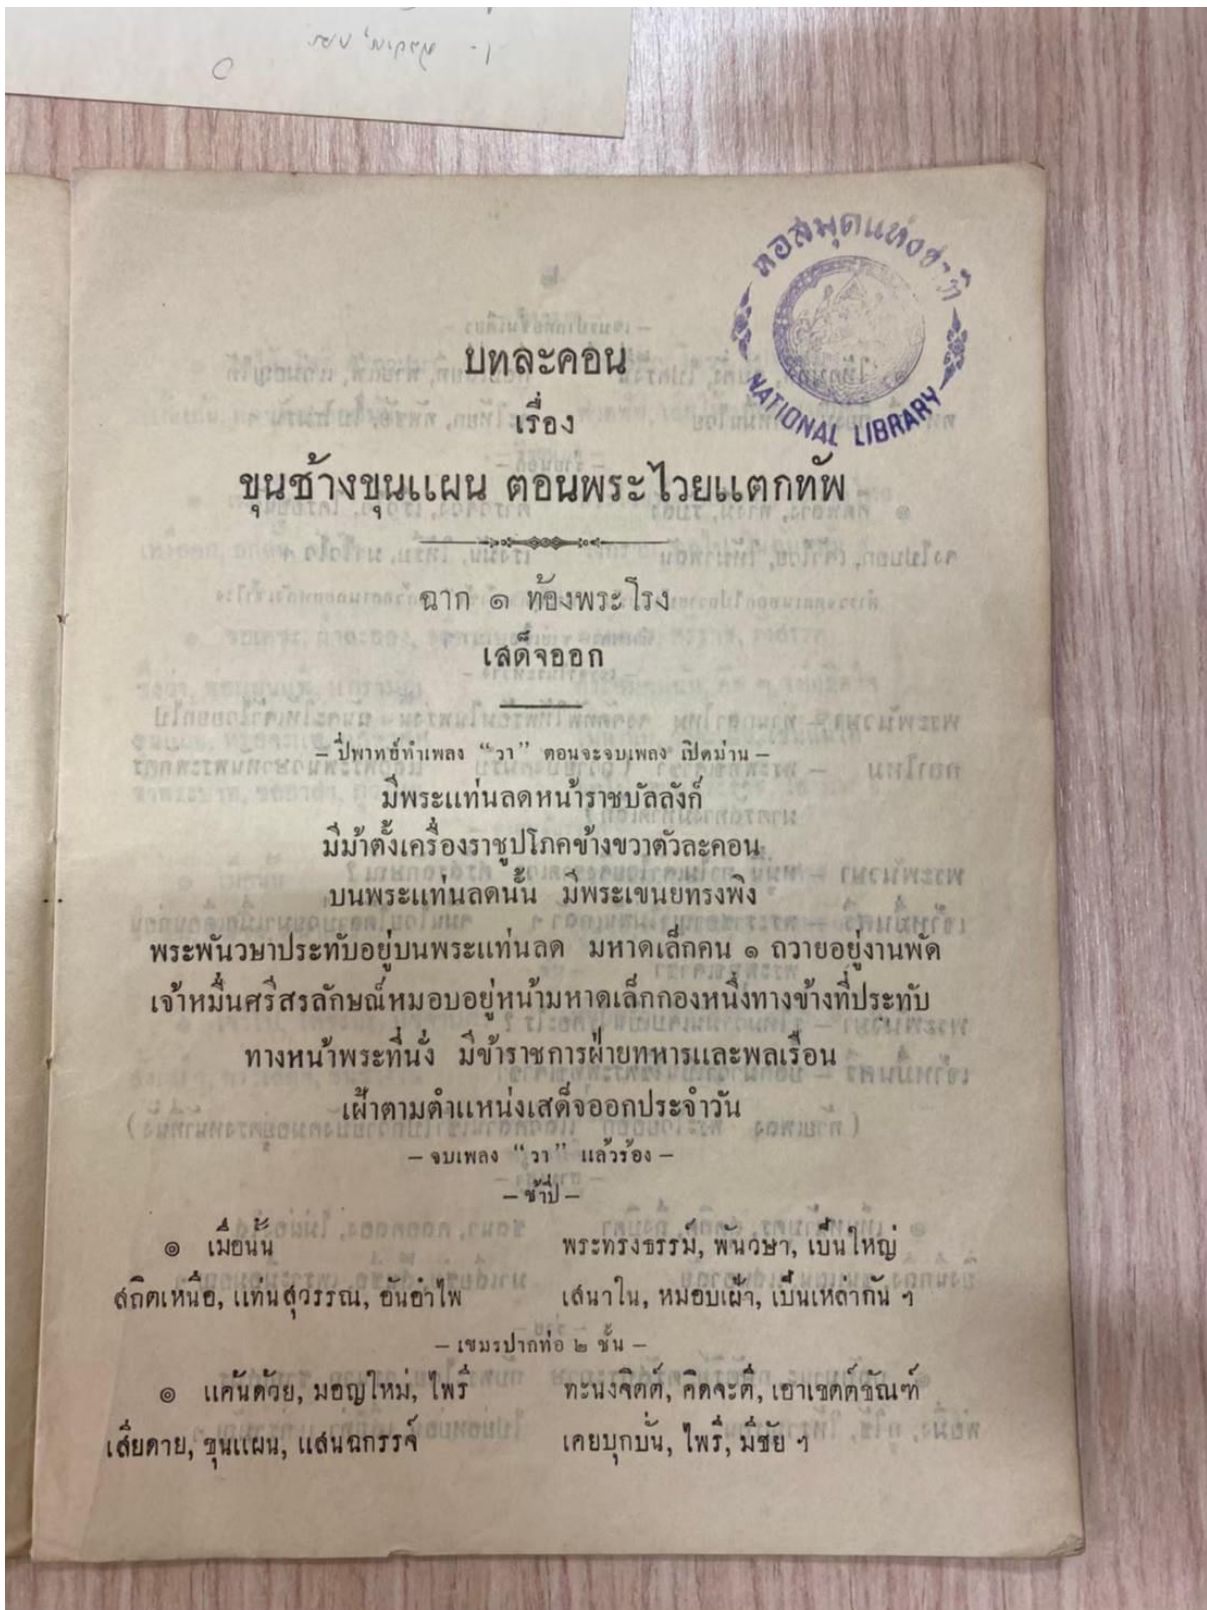 หอสมุดแห่งชาติ
NATIONAL LIBRARY
บทละคอน
เรื่อง
ขุนช้างขุนแผน ตอนพระไวยแตกทัพ
ฉาก ๑ ท้องพระโรง
เสด็จออก
– ปี่พาทย์ทำเพลง “วา” ตอนจะจบเพลง เปิดม่าน –
มีพระแท่นลดหน้าราชบัลลังก์
มีม้าตั้งเครื่องราชูปโภคข้างขวาตัวละคอน
บนพระแท่นลดนั้น มีพระเขนยทรงพิง
พระพันวษาประทับอยู่บนพระแท่นลด มหาดเล็กคน ๑ ถวายอยู่งานพัด
เจ้าหมื่นศรีสรลักษณ์หมอบอยู่หน้ามหาดเล็กกองหนึ่งทางข้างที่ประทับ
ทางหน้าพระที่นั่ง มีข้าราชการฝ่ายทหารและพลเรือน
เฝ้าตามตำแหน่งเสด็จออกประจำวัน
– จบเพลง “วา” แล้วร้อง –
– ช้าปี่ –
๏ เมื่อนั้น พระทรงธรรม์, พันวษา, เป็นใหญ่
สถิตเหนือ, แท่นสุวรรณ, อันอำไพ เสนาใน, หมอบเฝ้า, เป็นเหล่ากัน ฯ
– เขมรปากท่อ ๒ ชั้น –
๏ แค้นด้วย, มอญใหม่, ไพรี ทะนงจิตต์, คิดจะตี, เอาเขตต์ขัณฑ์
เสียดาย, ขุนแผน, แสนฉกรรจ์ เคยบุกบั่น, ไพรี, มีชัย ฯ